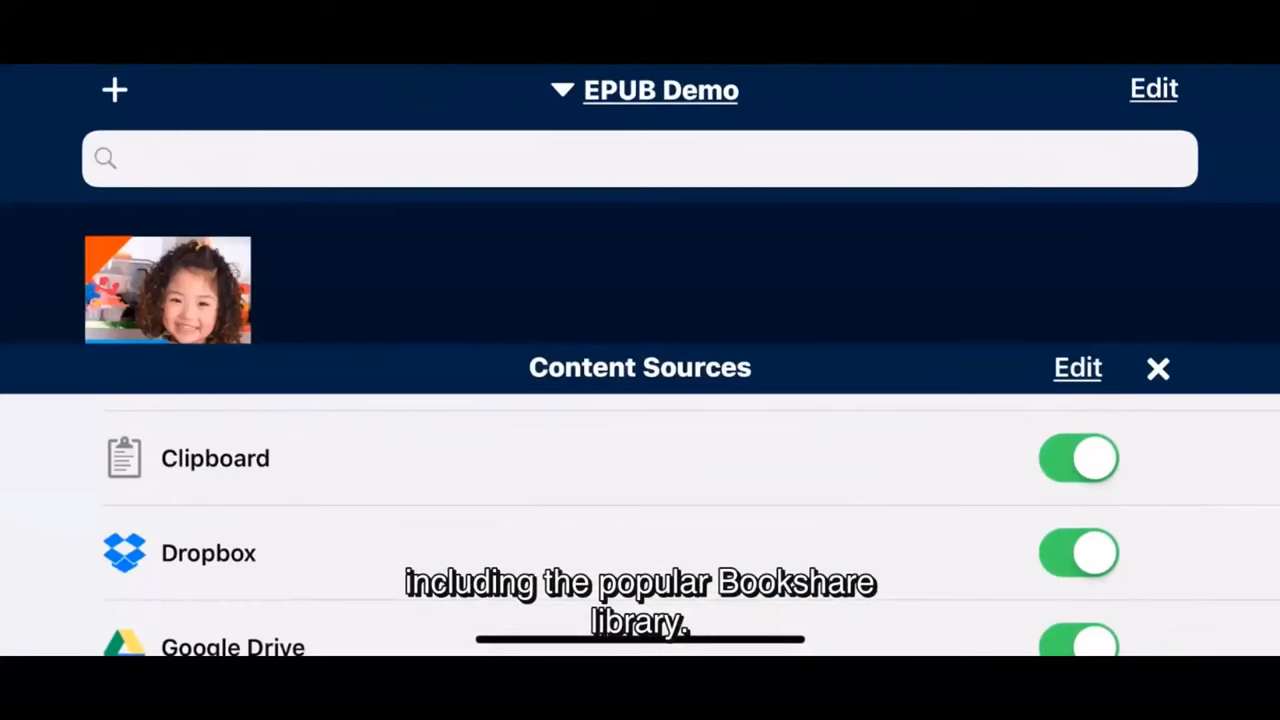 EPUB Demo
Edit
Content Sources
Edit
Clipboard
Dropbox
including the popular Bookshare
library.
Google Drive